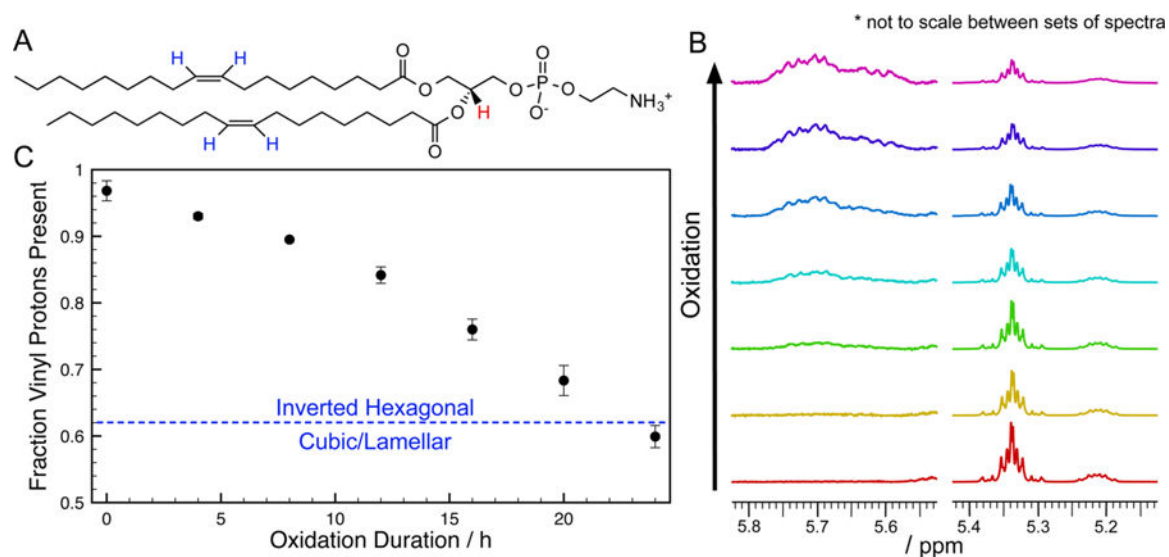 * not to scale between sets of spectra
A
H H
O
O
O
P
O
O-
O
NH3+
H
O
O
H H
B
Oxidation
5.8 5.7 5.6 5.4 5.3 5.2
/ ppm
C
Fraction Vinyl Protons Present
1
0.9
0.8
0.7
0.6
0.5
Inverted Hexagonal
Cubic/Lamellar
0 5 10 15 20
Oxidation Duration / h